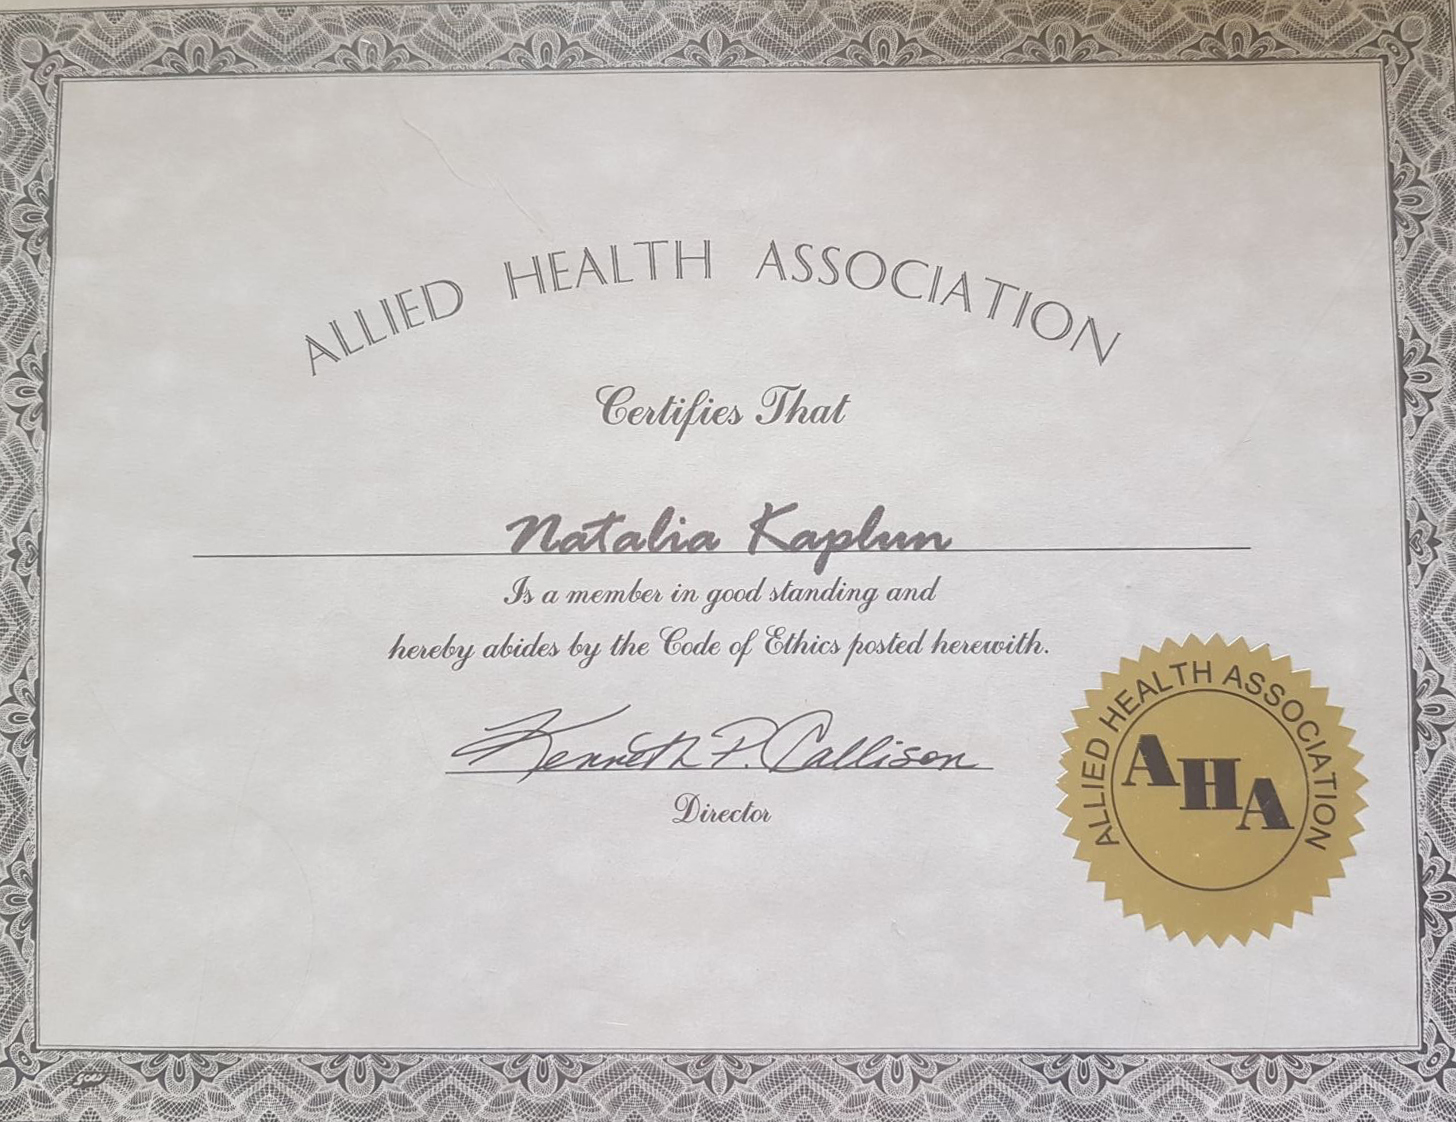 ALLIED HEALTH ASSOCIATION
Certifies That
Natalia Kaplun
Is a member in good standing and
hereby abides by the Code of Ethics posted herewith.
Kenneth P. Callison
Director
ALLIED HEALTH ASSOCIATION
AHA
goes